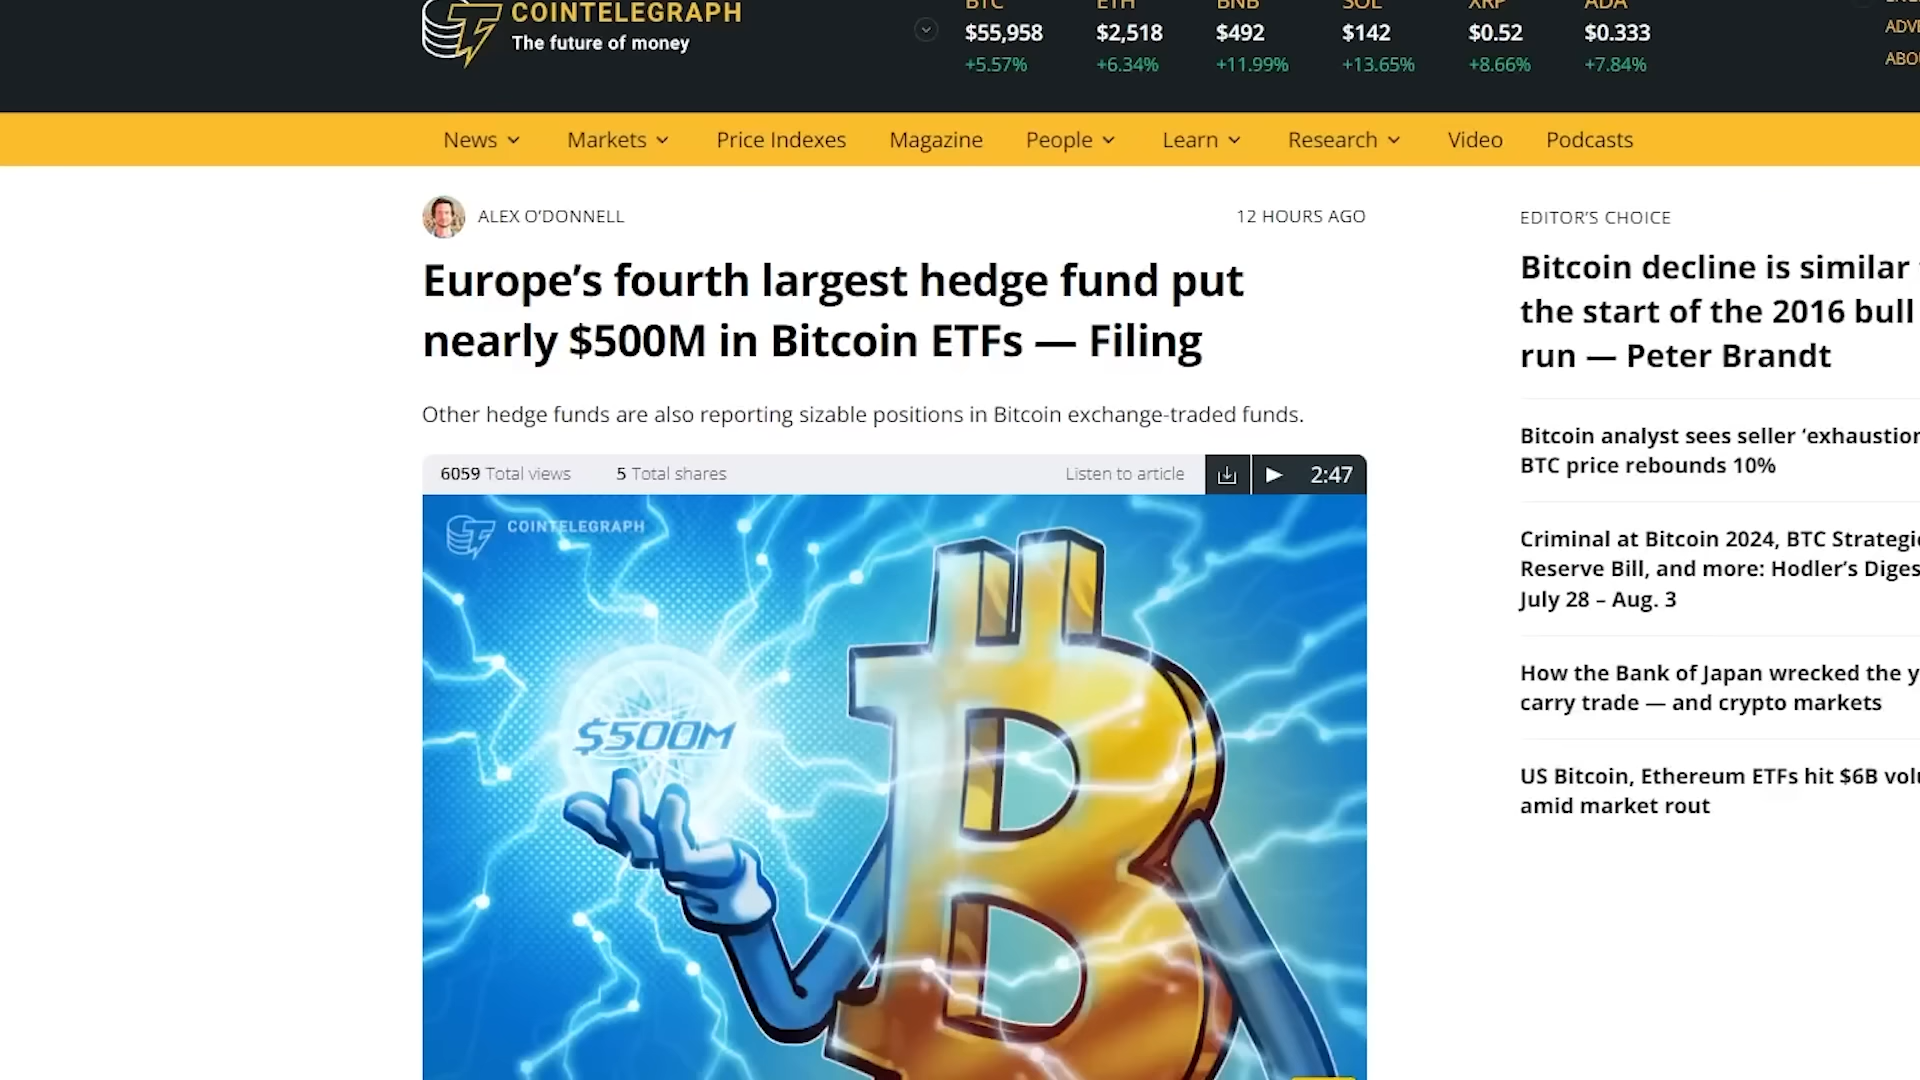 COINTELEGRAPH
The future of money
BTC ETH BNB SOL XRP ADA
$55,958 $2,518 $492 $142 $0.52 $0.333
+5.57% +6.34% +11.99% +13.65% +8.66% +7.84%
News Markets Price Indexes Magazine People Learn Research Video Podcasts
ALEX O’DONNELL
12 HOURS AGO
Europe’s fourth largest hedge fund put
nearly $500M in Bitcoin ETFs — Filing
Other hedge funds are also reporting sizable positions in Bitcoin exchange-traded funds.
6059 Total views 5 Total shares
Listen to article 2:47
COINTELEGRAPH
$500M
EDITOR’S CHOICE
Bitcoin decline is similar
the start of the 2016 bull
run — Peter Brandt
Bitcoin analyst sees seller ‘exhaustion
BTC price rebounds 10%
Criminal at Bitcoin 2024, BTC Strategic
Reserve Bill, and more: Hodler’s Digest
July 28 – Aug. 3
How the Bank of Japan wrecked the
carry trade — and crypto markets
US Bitcoin, Ethereum ETFs hit $6B
amid market rout